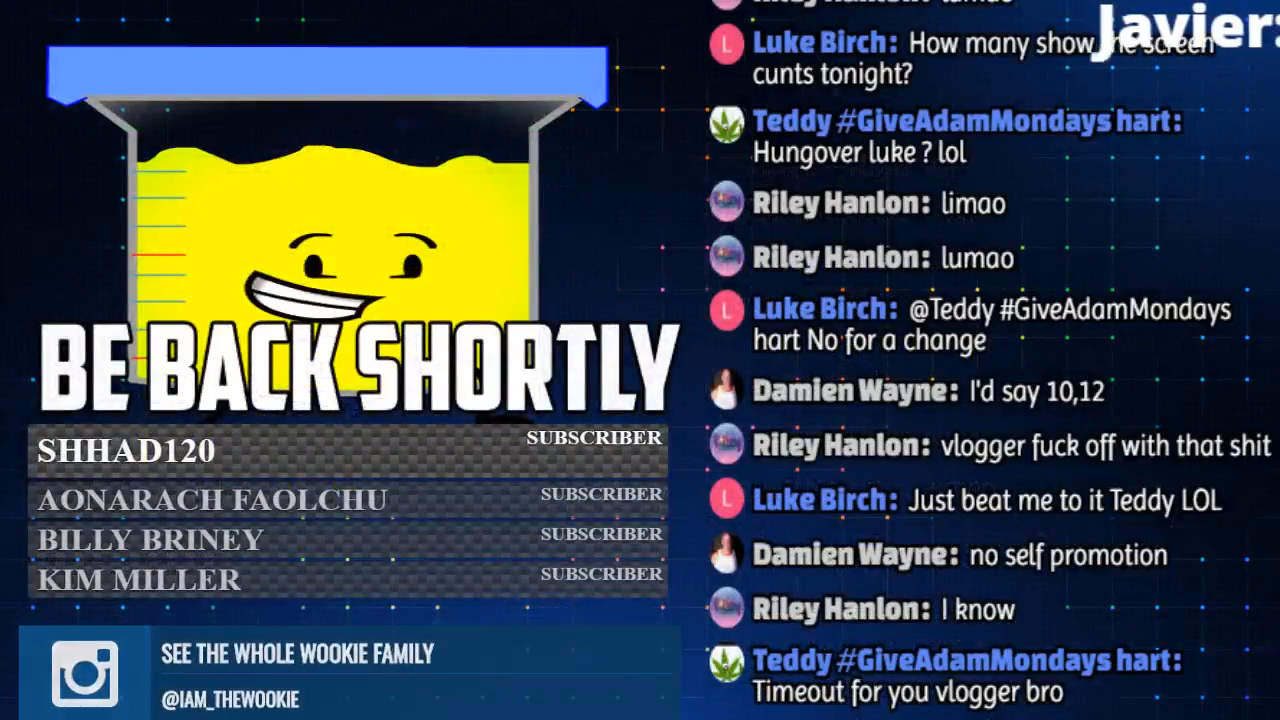 BE BACK SHORTLY
SHHAD120 SUBSCRIBER
AONARACH FAOLCHU SUBSCRIBER
BILLY BRINEY SUBSCRIBER
KIM MILLER SUBSCRIBER
SEE THE WHOLE WOOKIE FAMILY
@IAM_THEWOOKIE
Javier:
Luke Birch: How many show the screen
cunts tonight?
Teddy #GiveAdamMondays hart:
Hungover luke ? lol
Riley Hanlon: limao
Riley Hanlon: lumao
Luke Birch: @Teddy #GiveAdamMondays
hart No for a change
Damien Wayne: I'd say 10,12
Riley Hanlon: vlogger fuck off with that shit
Luke Birch: Just beat me to it Teddy LOL
Damien Wayne: no self promotion
Riley Hanlon: I know
Teddy #GiveAdamMondays hart:
Timeout for you vlogger bro